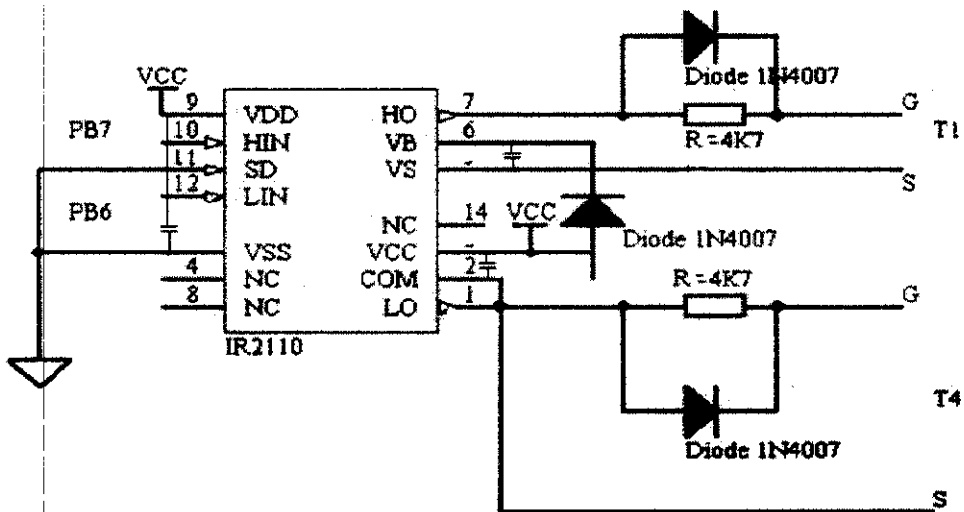 Diode 1N4007
VCC
9
VDD
HO
7
R=4K7
G
T1
PB7
10
HIN
VB
6
11
SD
VS
-
S
12
LIN
PB6
NC
14
VCC
Diode 1N4007
VSS
VCC
-
4
NC
COM
2
R=4K7
8
NC
LO
1
G
IR2110
T4
Diode 1N4007
S